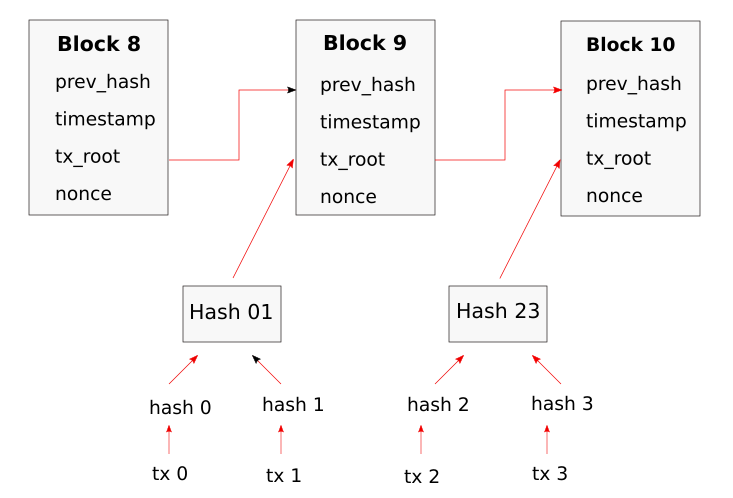 Block 8
prev_hash
timestamp
tx_root
nonce
Block 9
prev_hash
timestamp
tx_root
nonce
Block 10
prev_hash
timestamp
tx_root
nonce
Hash 01
Hash 23
hash 0
hash 1
hash 2
hash 3
tx 0
tx 1
tx 2
tx 3